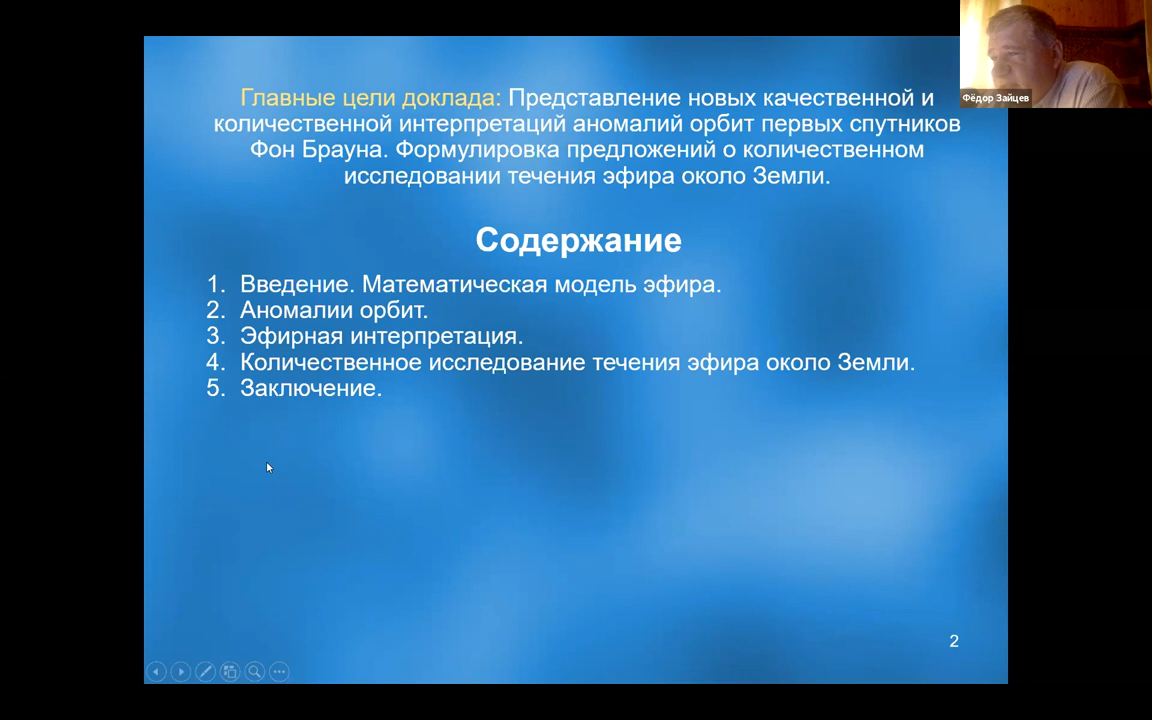 Главные цели доклада: Представление новых качественной и
количественной интерпретаций аномалий орбит первых спутников
Фон Брауна. Формулировка предложений о количественном
исследовании течения эфира около Земли.
Содержание
1. Введение. Математическая модель эфира.
2. Аномалии орбит.
3. Эфирная интерпретация.
4. Количественное исследование течения эфира около Земли.
5. Заключение.
2
Фёдор Зайцев